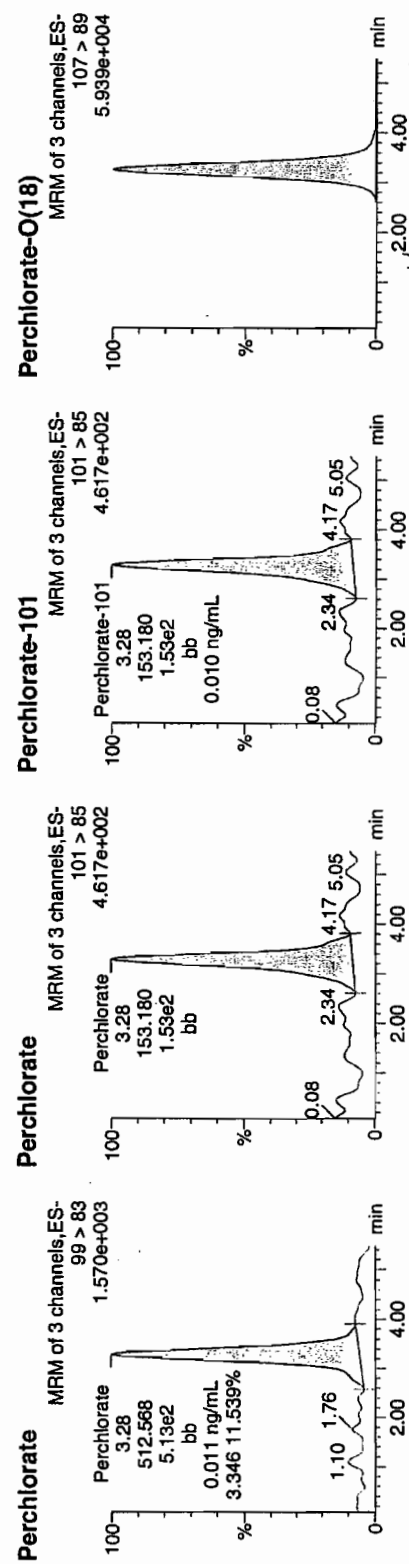 Perchlorate
MRM of 3 channels,ES-
99 > 83
1.570e+003
100
Perchlorate
3.28
512.568
5.13e2
bb
0.011 ng/mL
3.346 11.539%
%
1.10
1.76
0
2.00
4.00
min
Perchlorate
MRM of 3 channels,ES-
101 > 85
4.617e+002
100
Perchlorate
3.28
153.180
1.53e2
bb
%
0.08
2.34
4.17
5.05
0
2.00
4.00
min
Perchlorate-101
MRM of 3 channels,ES-
101 > 85
4.617e+002
100
Perchlorate-101
3.28
153.180
1.53e2
bb
0.010 ng/mL
%
0.08
2.34
4.17
5.05
0
2.00
4.00
min
Perchlorate-O(18)
MRM of 3 channels,ES-
107 > 89
5.939e+004
100
%
0
2.00
4.00
min